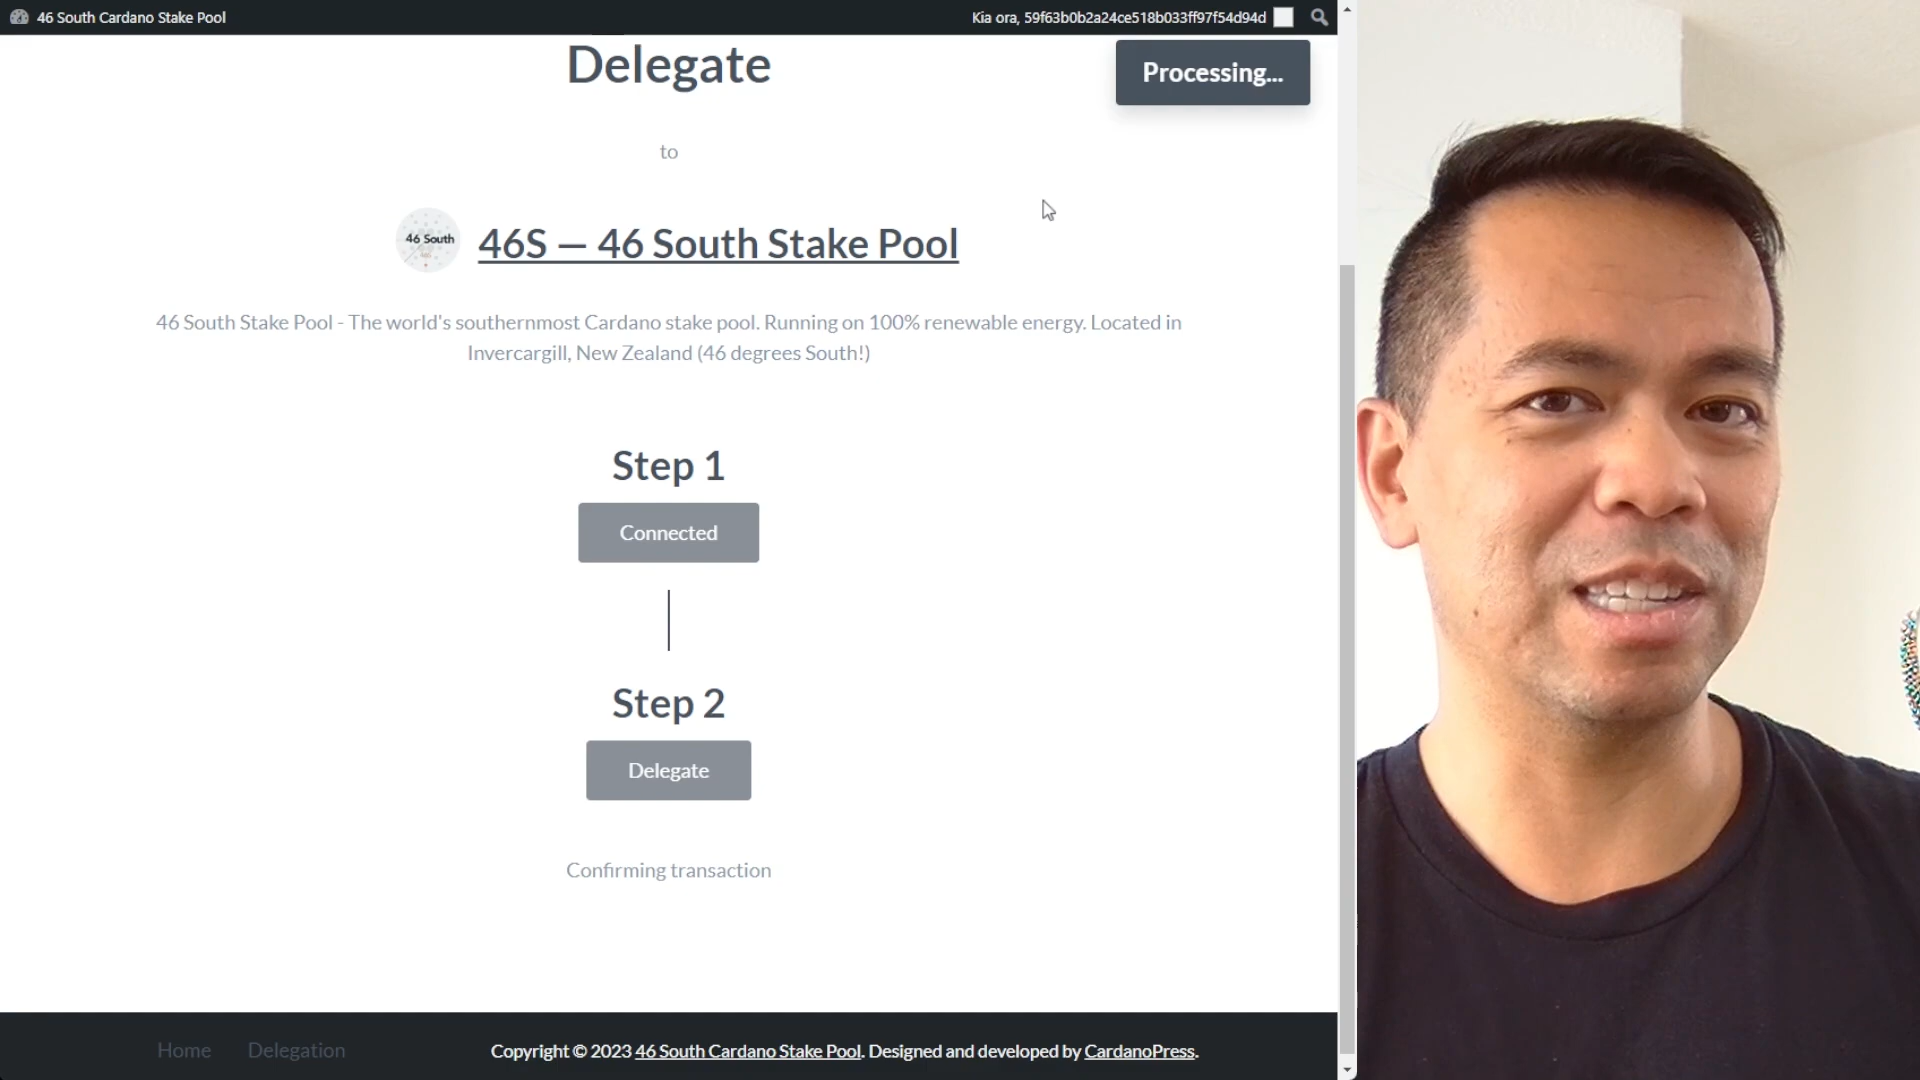 46 South Cardano Stake Pool
Kia ora, 59f63b0b2a24ce518b033ff97f54d94d
Delegate
Processing...
to
46 South
46S — 46 South Stake Pool
46 South Stake Pool - The world's southernmost Cardano stake pool. Running on 100% renewable energy. Located in
Invercargill, New Zealand (46 degrees South!)
Step 1
Connected
Step 2
Delegate
Confirming transaction
Home
Delegation
Copyright © 2023 46 South Cardano Stake Pool. Designed and developed by CardanoPress.